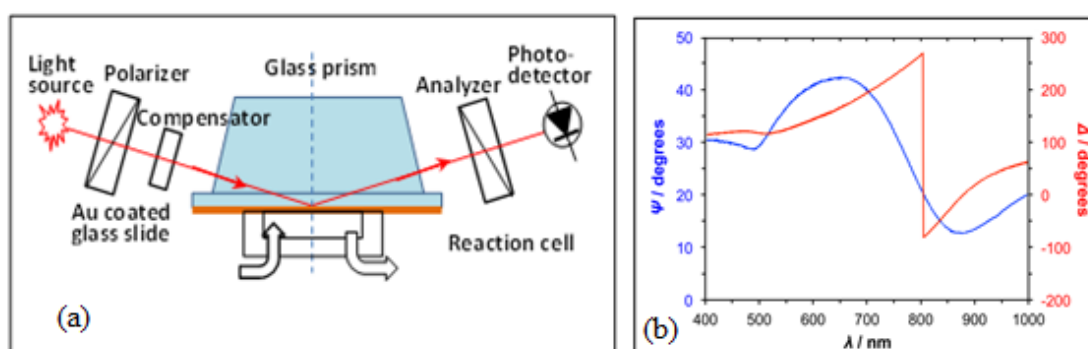 Light
source
Polarizer
Compensator
Glass prism
Analyzer
Photo-
detector
Au coated
glass slide
Reaction cell
(a)
50
40
30
20
10
0
Ψ / degrees
300
200
100
0
-100
-200
Δ / degrees
400 500 600 700 800 900 1000
λ / nm
(b)